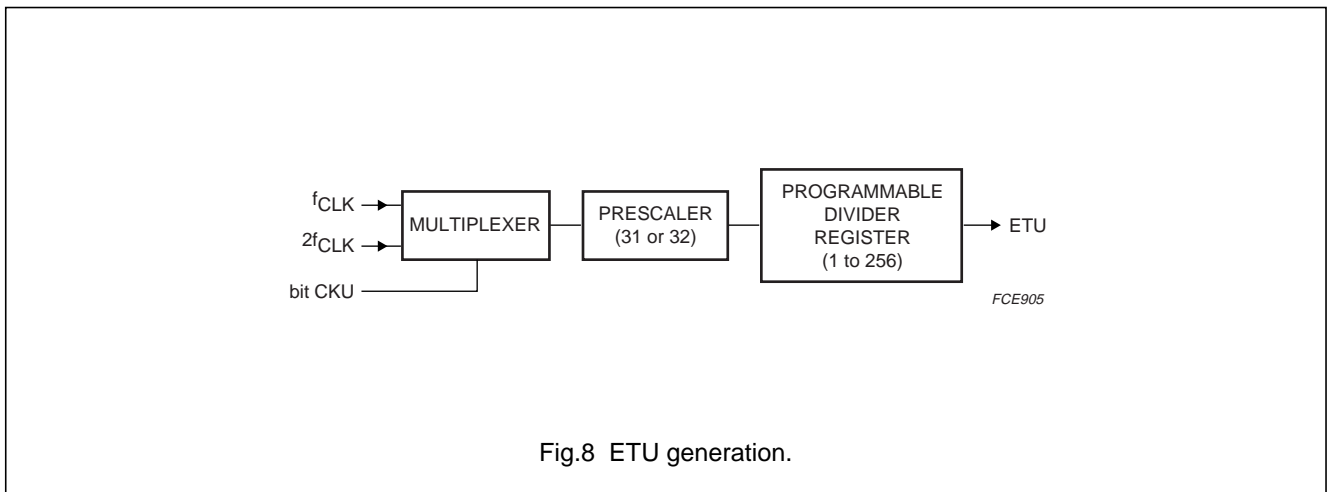 fCLK
2fCLK
bit CKU
MULTIPLEXER
PRESCALER
(31 or 32)
PROGRAMMABLE
DIVIDER
REGISTER
(1 to 256)
ETU
FCE905
Fig.8 ETU generation.